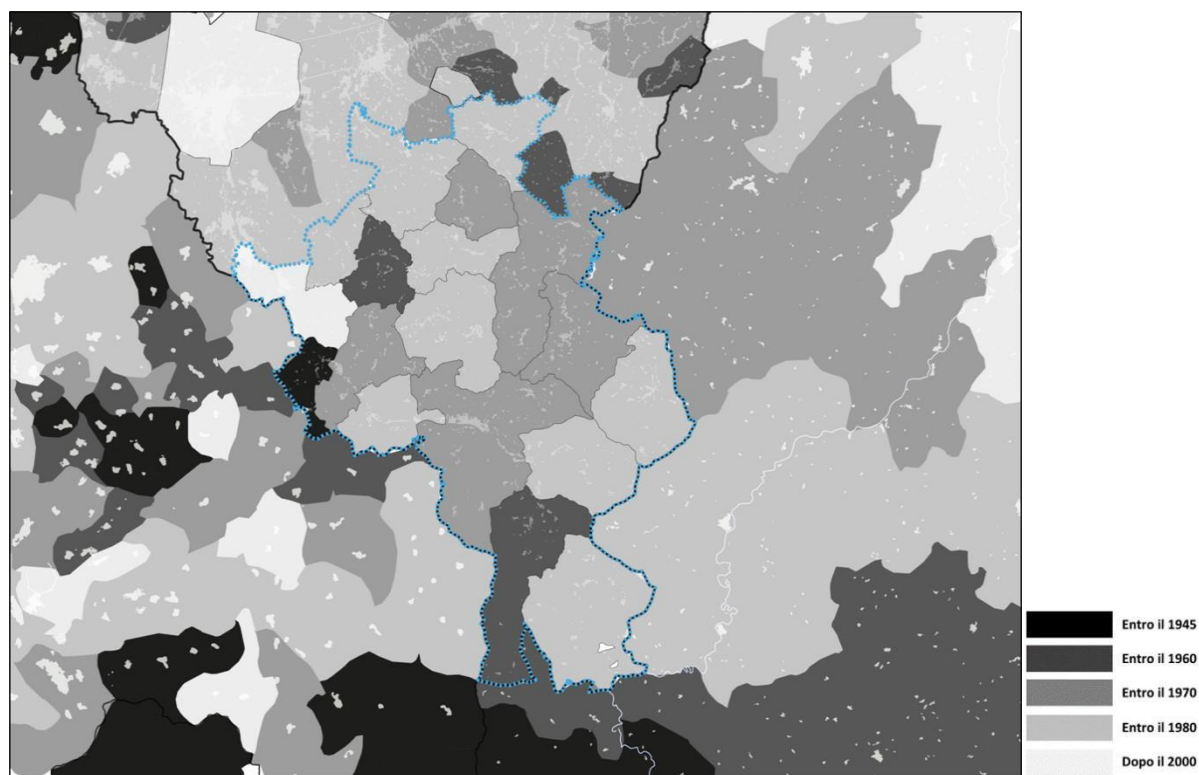 Entro il 1945
Entro il 1960
Entro il 1970
Entro il 1980
Dopo il 2000